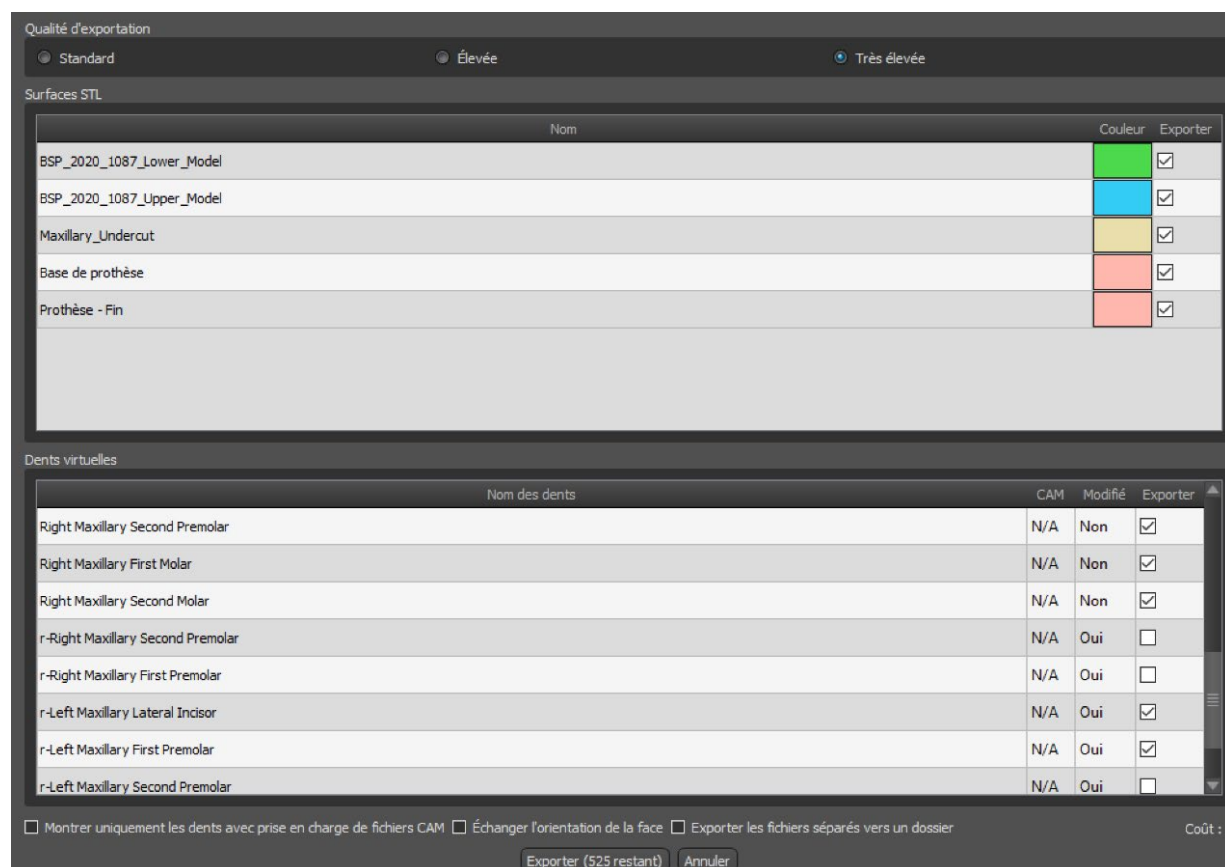 Qualité d'exportation
Standard Élevée Très élevée
Surfaces STL
Nom Couleur Exporter
BSP_2020_1087_Lower_Model
BSP_2020_1087_Upper_Model
Maxillary_Undercut
Base de prothèse
Prothèse - Fin
Dents virtuelles
Nom des dents CAM Modifié Exporter
Right Maxillary Second Premolar N/A Non
Right Maxillary First Molar N/A Non
Right Maxillary Second Molar N/A Non
r-Right Maxillary Second Premolar N/A Oui
r-Right Maxillary First Premolar N/A Oui
r-Left Maxillary Lateral Incisor N/A Oui
r-Left Maxillary First Premolar N/A Oui
r-Left Maxillary Second Premolar N/A Oui
Montrer uniquement les dents avec prise en charge de fichiers CAM Échanger l'orientation de la face Exporter les fichiers séparés vers un dossier Coût :
Exporter (525 restant) Annuler